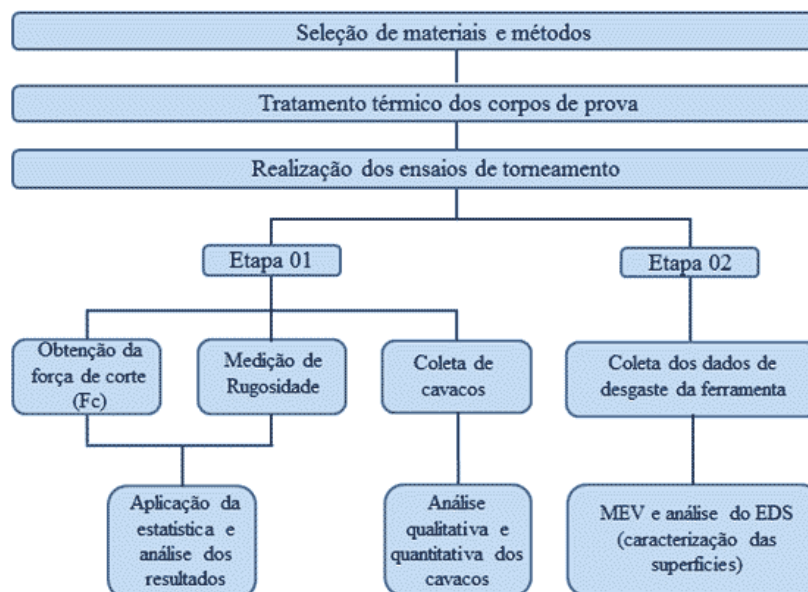 Seleção de materiais e métodos
Tratamento térmico dos corpos de prova
Realização dos ensaios de torneamento
Etapa 01
Etapa 02
Obtenção da
força de corte
(Fc)
Medição de
Rugosidade
Coleta de
cavacos
Coleta dos dados de
desgaste da ferramenta
Aplicação da
estatística e
análise dos
resultados
Análise
qualitativa e
quantitativa dos
cavacos
MEV e análise do EDS
(caracterização das
superfícies)